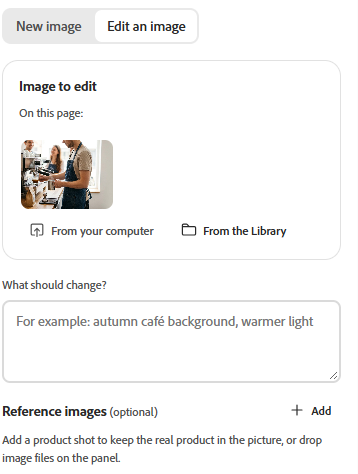 New image
Edit an image
Image to edit
On this page:
From your computer
From the Library
What should change?
For example: autumn café background, warmer light
Reference images (optional)
Add
Add a product shot to keep the real product in the picture, or drop
image files on the panel.